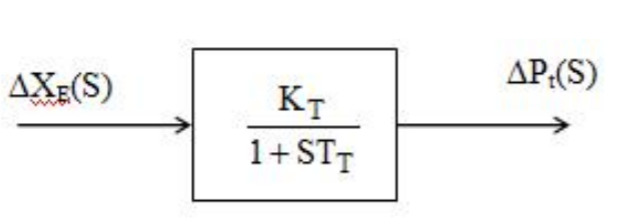 ΔX_E(S)
ΔP_t(S)
K_T
1 + ST_T